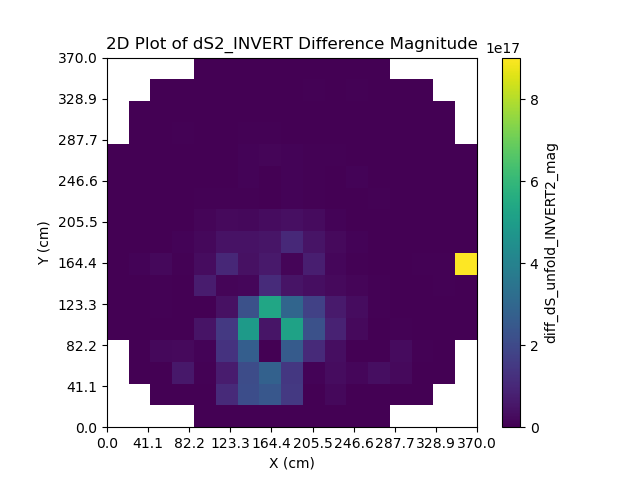 2D Plot of dS2_INVERT Difference Magnitude
1e17
370.0
328.9
287.7
246.6
205.5
164.4
123.3
82.2
41.1
0.0
Y (cm)
0.0 41.1 82.2 123.3 164.4 205.5 246.6 287.7 328.9 370.0
X (cm)
8
6
4
2
0
diff_dS_unfold_INVERT2_mag